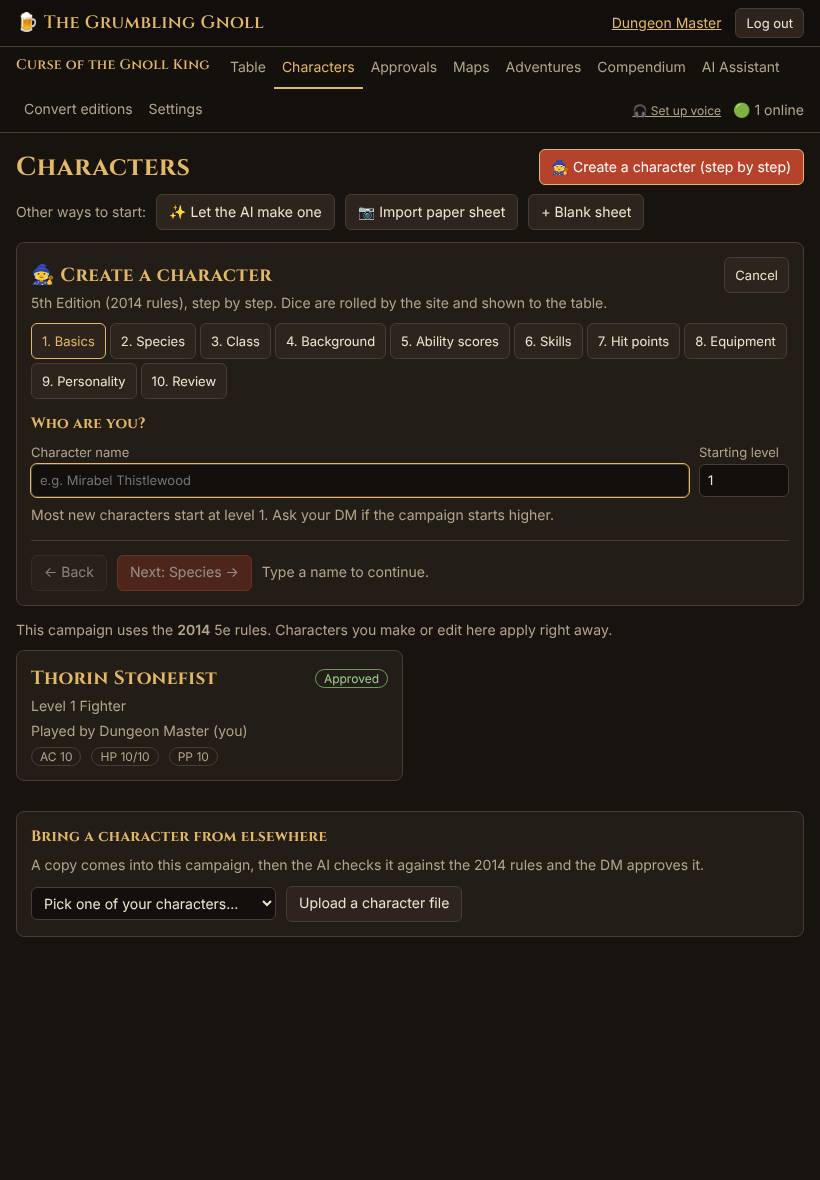 🍺 The Grumbling Gnoll Dungeon Master Log out
Curse of the Gnoll King Table Characters Approvals Maps Adventures Compendium AI Assistant
Convert editions Settings 🎧 Set up voice 🟢 1 online
Characters 🧙 Create a character (step by step)
Other ways to start: ✨ Let the AI make one 📷 Import paper sheet + Blank sheet
🧙 Create a character Cancel
5th Edition (2014 rules), step by step. Dice are rolled by the site and shown to the table.
1. Basics 2. Species 3. Class 4. Background 5. Ability scores 6. Skills 7. Hit points 8. Equipment
9. Personality 10. Review
Who are you?
Character name Starting level
e.g. Mirabel Thistlewood 1
Most new characters start at level 1. Ask your DM if the campaign starts higher.
← Back Next: Species → Type a name to continue.
This campaign uses the 2014 5e rules. Characters you make or edit here apply right away.
Thorin Stonefist Approved
Level 1 Fighter
Played by Dungeon Master (you)
AC 10 HP 10/10 PP 10
Bring a character from elsewhere
A copy comes into this campaign, then the AI checks it against the 2014 rules and the DM approves it.
Pick one of your characters... Upload a character file